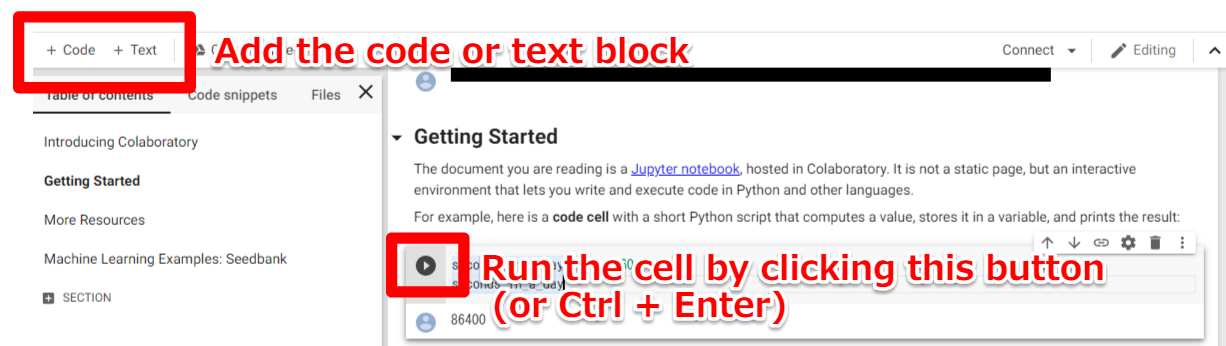 + Code + Text
Add the code or text block
Connect
Editing
Table of contents
Code snippets
Files
Introducing Colaboratory
Getting Started
More Resources
Machine Learning Examples: Seedbank
SECTION
Getting Started
The document you are reading is a Jupyter notebook, hosted in Colaboratory. It is not a static page, but an interactive
environment that lets you write and execute code in Python and other languages.
For example, here is a code cell with a short Python script that computes a value, stores it in a variable, and prints the result:
Run the cell by clicking this button
(or Ctrl + Enter)
seconds_in_a_day
86400